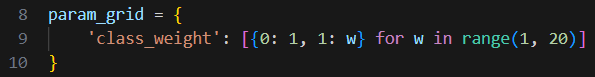 8 param_grid = {
9     'class_weight': [{0: 1, 1: w} for w in range(1, 20)]
10 }